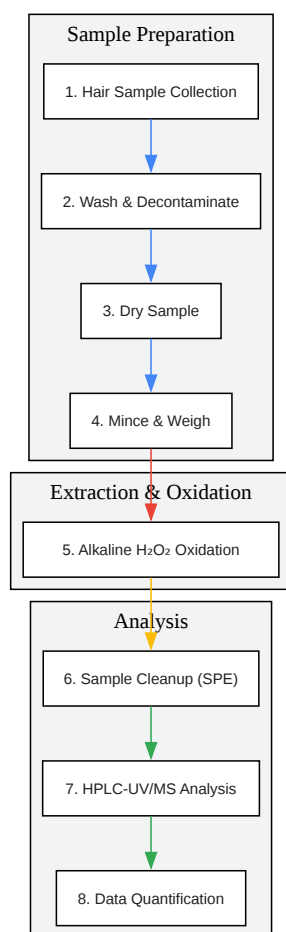 Sample Preparation
1. Hair Sample Collection
2. Wash & Decontaminate
3. Dry Sample
4. Mince & Weigh
Extraction & Oxidation
5. Alkaline H₂O₂ Oxidation
Analysis
6. Sample Cleanup (SPE)
7. HPLC-UV/MS Analysis
8. Data Quantification